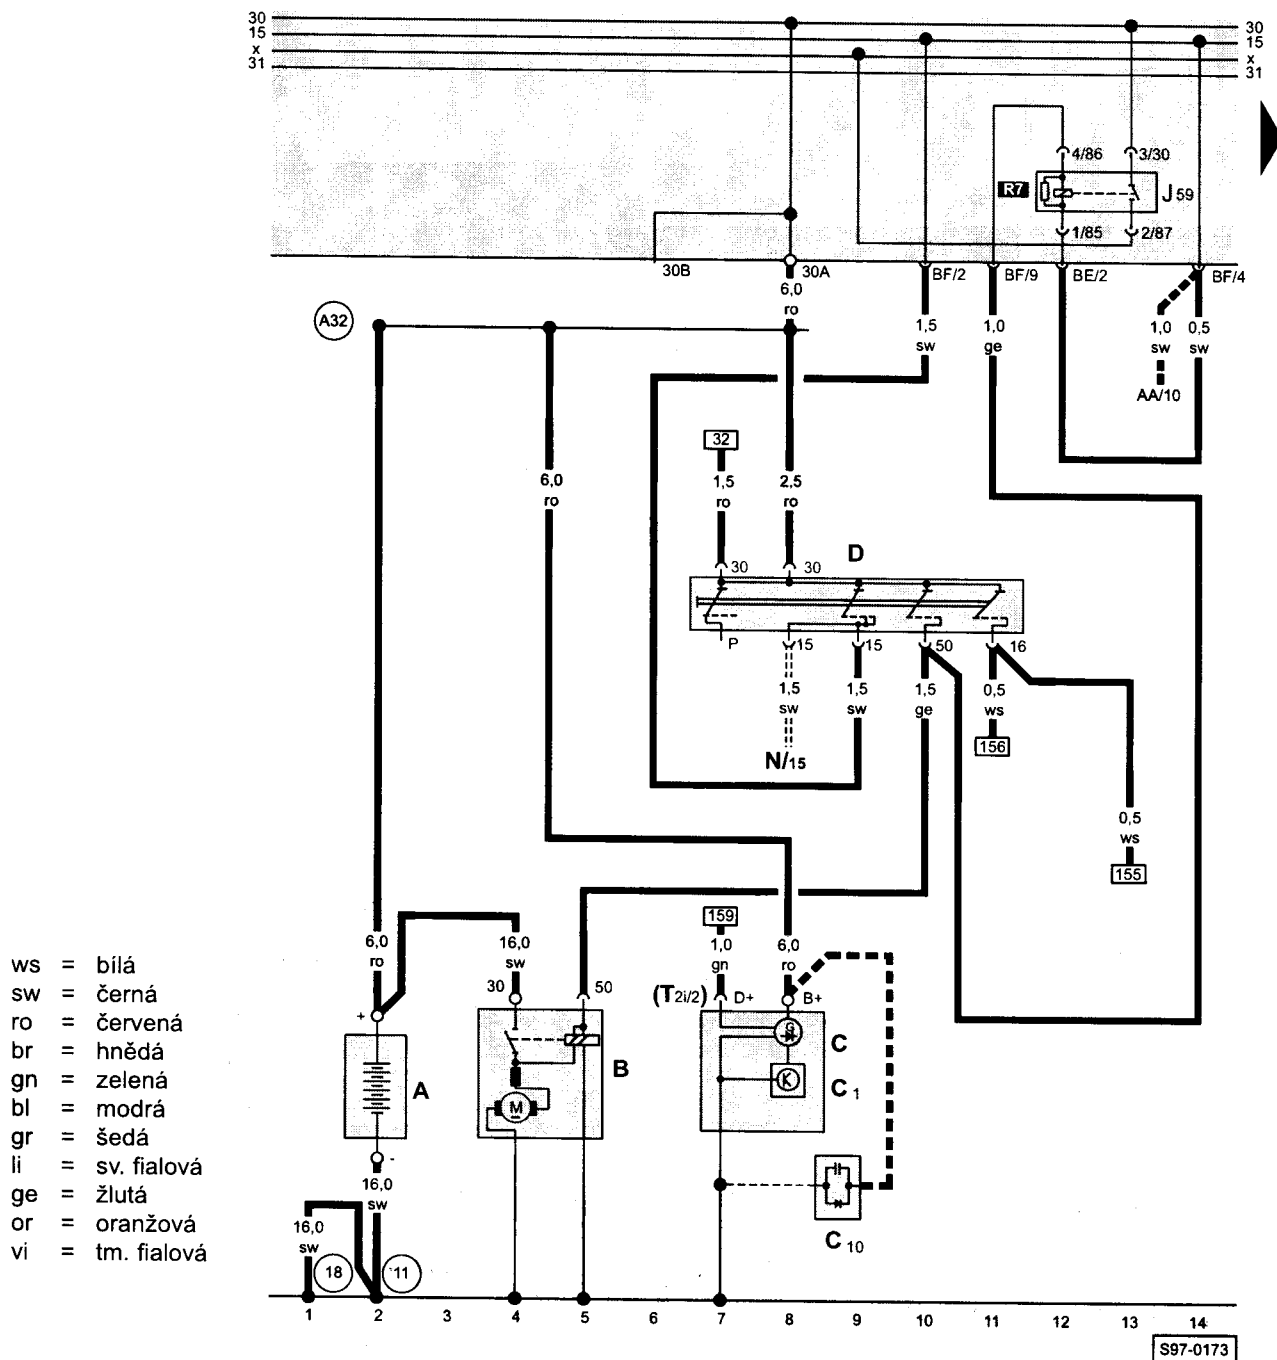 30
15
x
31
30
15
x
31
4/86
3/30
R7
J 59
1/85
2/87
30B
30A
BF/2
BF/9
BE/2
BF/4
6,0
ro
A32
1,5
sw
1,0
ge
1,0
sw
0,5
sw
AA/10
32
6,0
ro
1,5
ro
2,5
ro
D
30
30
P
15
15
50
16
1,5
sw
1,5
sw
1,5
ge
0,5
ws
N/15
156
0,5
ws
155
159
6,0
ro
16,0
sw
1,0
gn
6,0
ro
30
50
(T2i/2)
D+
B+
+
G
C
K
C 1
A
B
M
-
16,0
sw
16,0
sw
18
11
C 10
ws = bílá
sw = černá
ro = červená
br = hnědá
gn = zelená
bl = modrá
gr = šedá
li = sv. fialová
ge = žlutá
or = oranžová
vi = tm. fialová
1 2 3 4 5 6 7 8 9 10 11 12 13 14
S97-0173